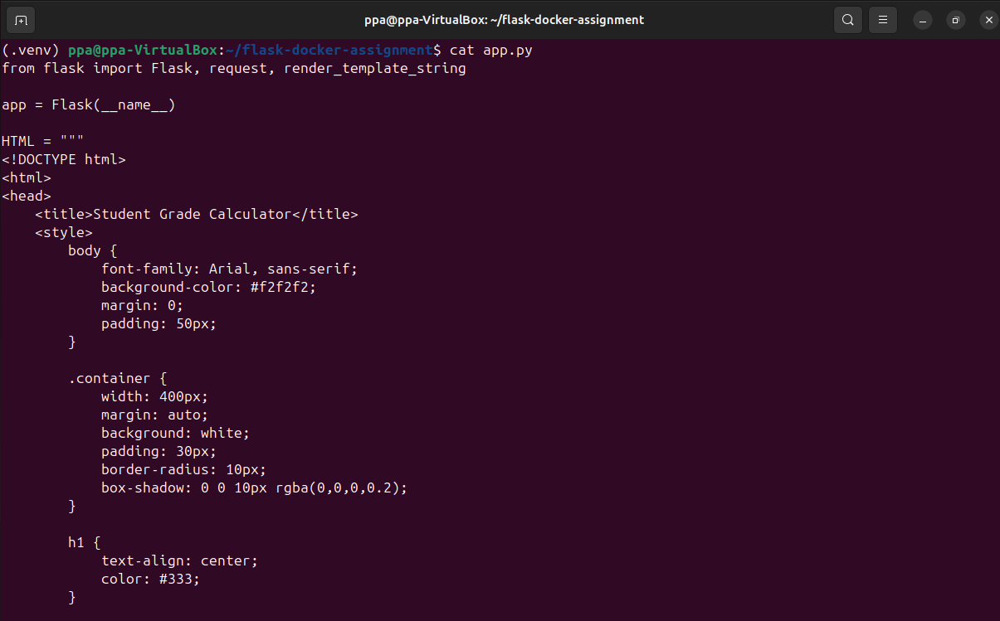 ppa@ppa-VirtualBox: ~/flask-docker-assignment
(.venv) ppa@ppa-VirtualBox:~/flask-docker-assignment$ cat app.py
from flask import Flask, request, render_template_string

app = Flask(__name__)

HTML = """
<!DOCTYPE html>
<html>
<head>
    <title>Student Grade Calculator</title>
    <style>
        body {
            font-family: Arial, sans-serif;
            background-color: #f2f2f2;
            margin: 0;
            padding: 50px;
        }

        .container {
            width: 400px;
            margin: auto;
            background: white;
            padding: 30px;
            border-radius: 10px;
            box-shadow: 0 0 10px rgba(0,0,0,0.2);
        }

        h1 {
            text-align: center;
            color: #333;
        }